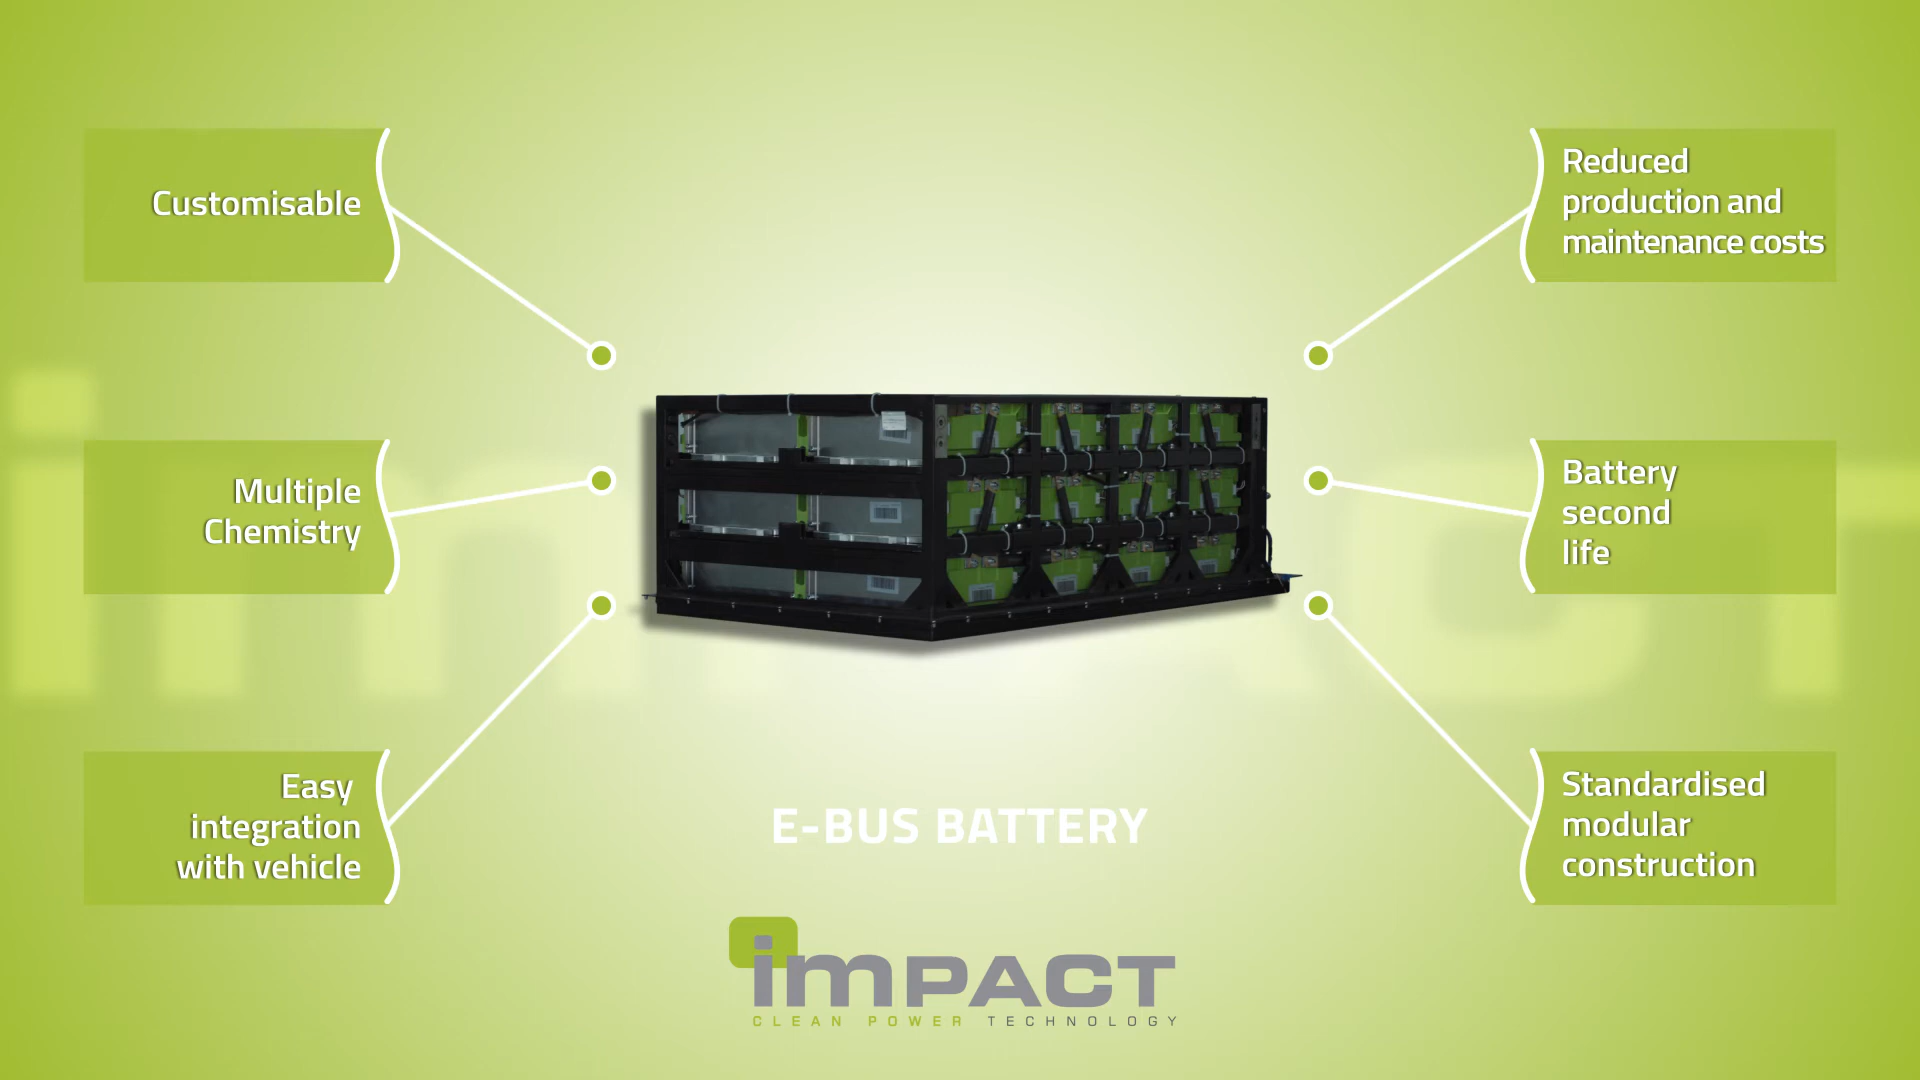 Customisable
Multiple
Chemistry
Easy
integration
with vehicle
Reduced
production and
maintenance costs
Battery
second
life
Standardised
modular
construction
E-BUS BATTERY
imPACT
CLEAN POWER TECHNOLOGY